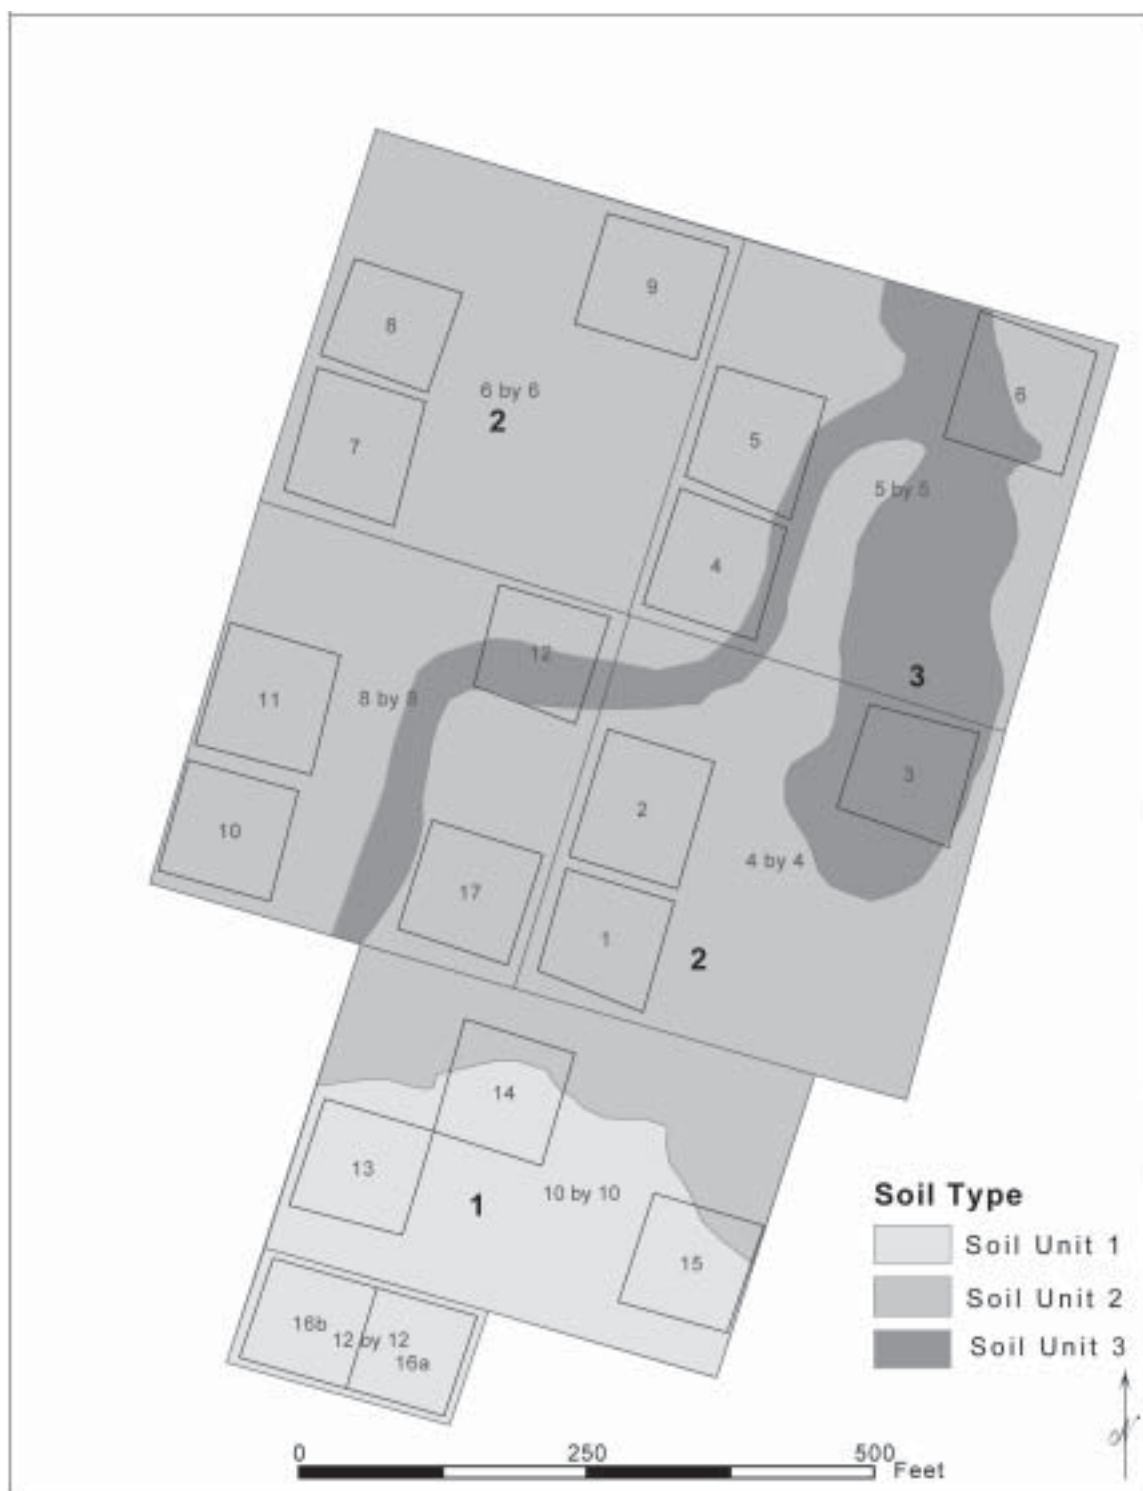 9
8
6 by 6
2
7
6
5
5 by 5
4
12
11
8 by 8
3
2
3
10
4 by 4
17
1
2
14
13
10 by 10
1
15
16b
12 by 12
16a
Soil Type
Soil Unit 1
Soil Unit 2
Soil Unit 3
N
0 250 500
Feet